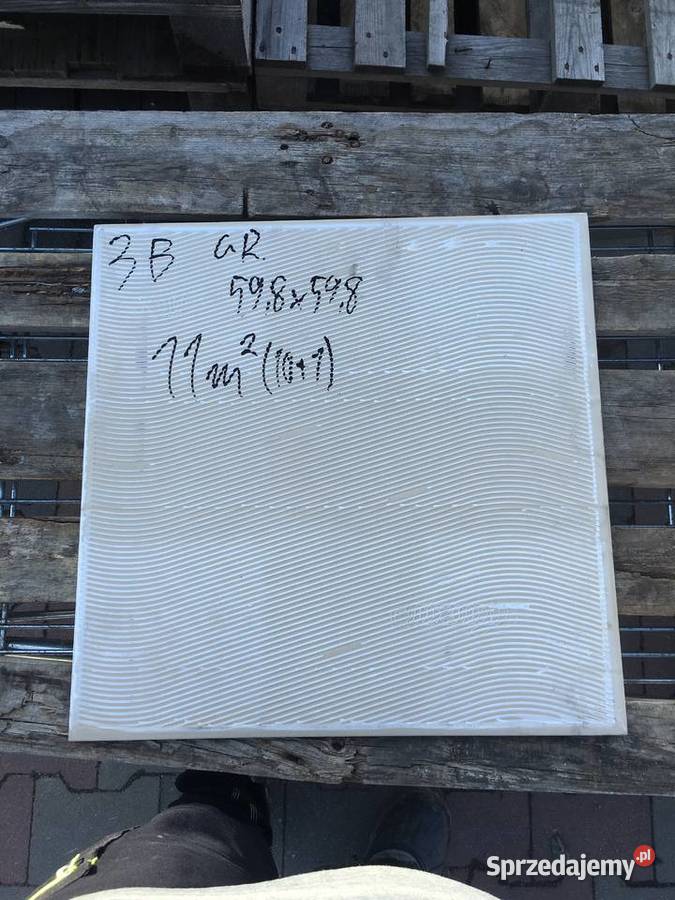 3B GR.
59,8x59,8
11m² (10+1)
Sprzedajemy.pl